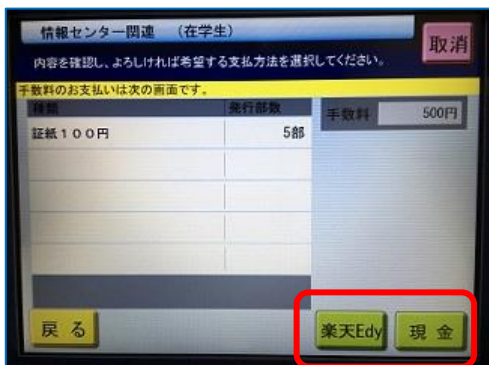 情報センター関連 (在学生)
取消
内容を確認し、よろしければ希望する支払方法を選択してください。
手数料のお支払いは次の画面です。
種類 発行部数
手数料 500円
証紙100円 5部
戻る
楽天Edy
現金